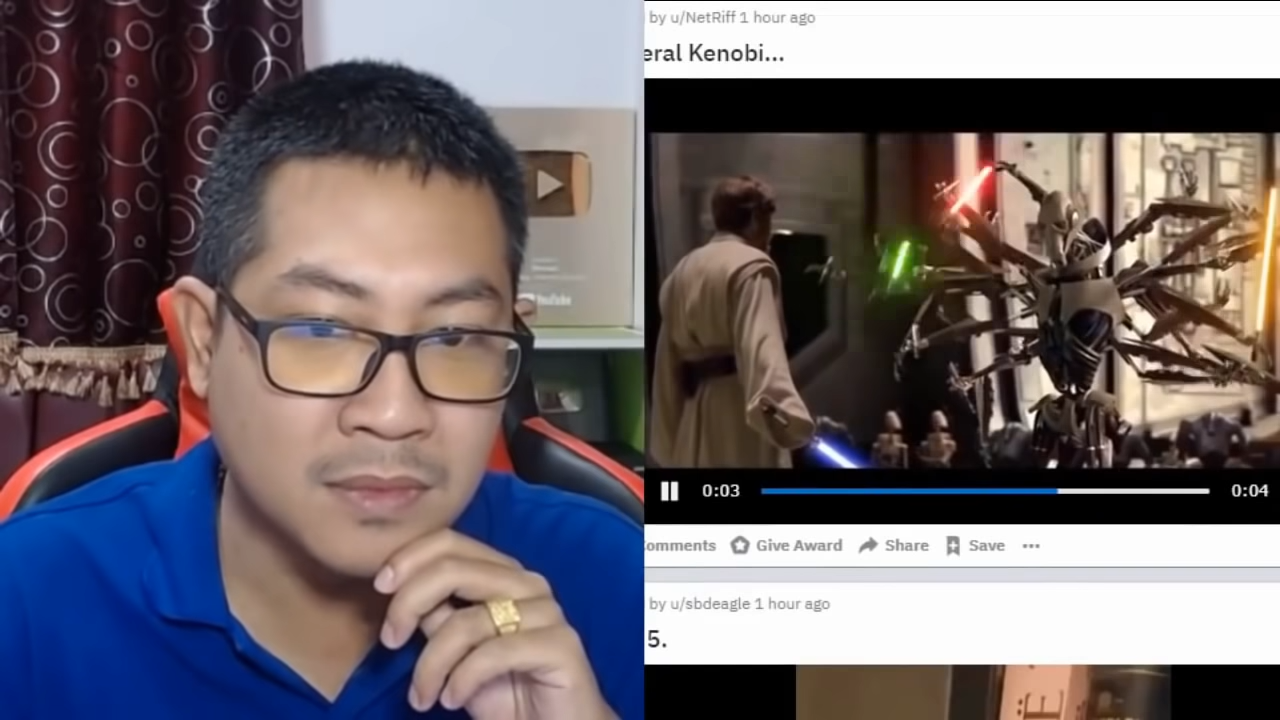 YouTube
by u/NetRiff 1 hour ago
eral Kenobi...
0:03
0:04
omments
Give Award
Share
Save
by u/sbdeagle 1 hour ago
5.